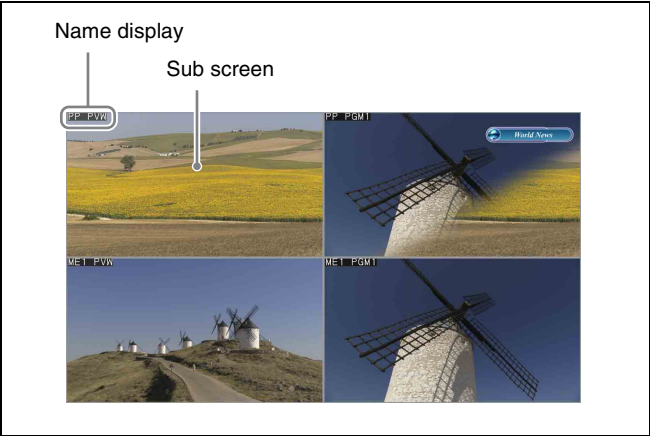 Name display
Sub screen
PP PVW
PP PGM1
World News
ME1 PVW
ME1 PGM1